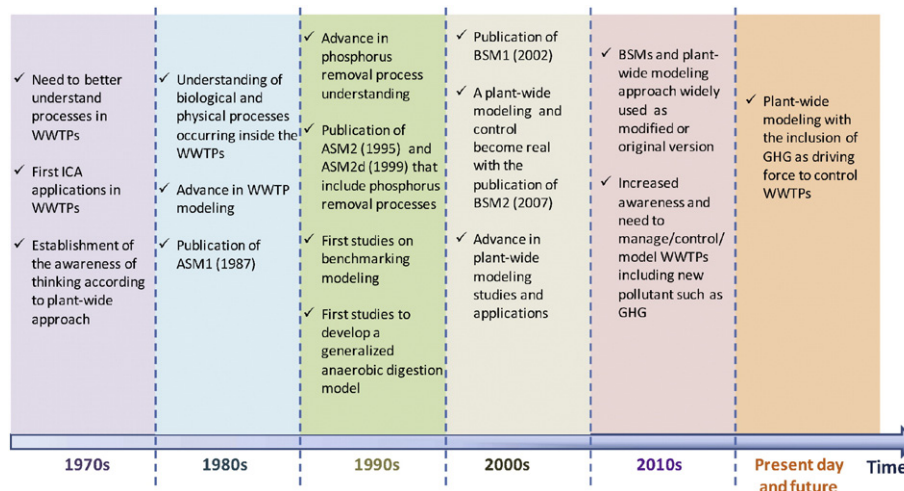 ✓ Need to better
understand
processes in
WWTPs
✓ First ICA
applications in
WWTPs
✓ Establishment of
the awareness of
thinking according
to plant-wide
approach
✓ Understanding of
biological and
physical processes
occurring inside the
WWTPs
✓ Advance in WWTP
modeling
✓ Publication of
ASM1 (1987)
✓ Advance in
phosphorus
removal process
understanding
✓ Publication of
ASM2 (1995) and
ASM2d (1999) that
include phosphorus
removal processes
✓ First studies on
benchmarking
modeling
✓ First studies to
develop a
generalized
anaerobic digestion
model
✓ Publication of
BSM1 (2002)
✓ A plant-wide
modeling and
control
become real
with the
publication of
BSM2 (2007)
✓ Advance in
plant-wide
modeling
studies and
applications
✓ BSMs and plant-
wide modeling
approach widely
used as
modified or
original version
✓ Increased
awareness and
need to
manage/control/
model WWTPs
including new
pollutant such as
GHG
✓ Plant-wide
modeling with
the inclusion of
GHG as driving
force to control
WWTPs
1970s
1980s
1990s
2000s
2010s
Present day
and future
Time